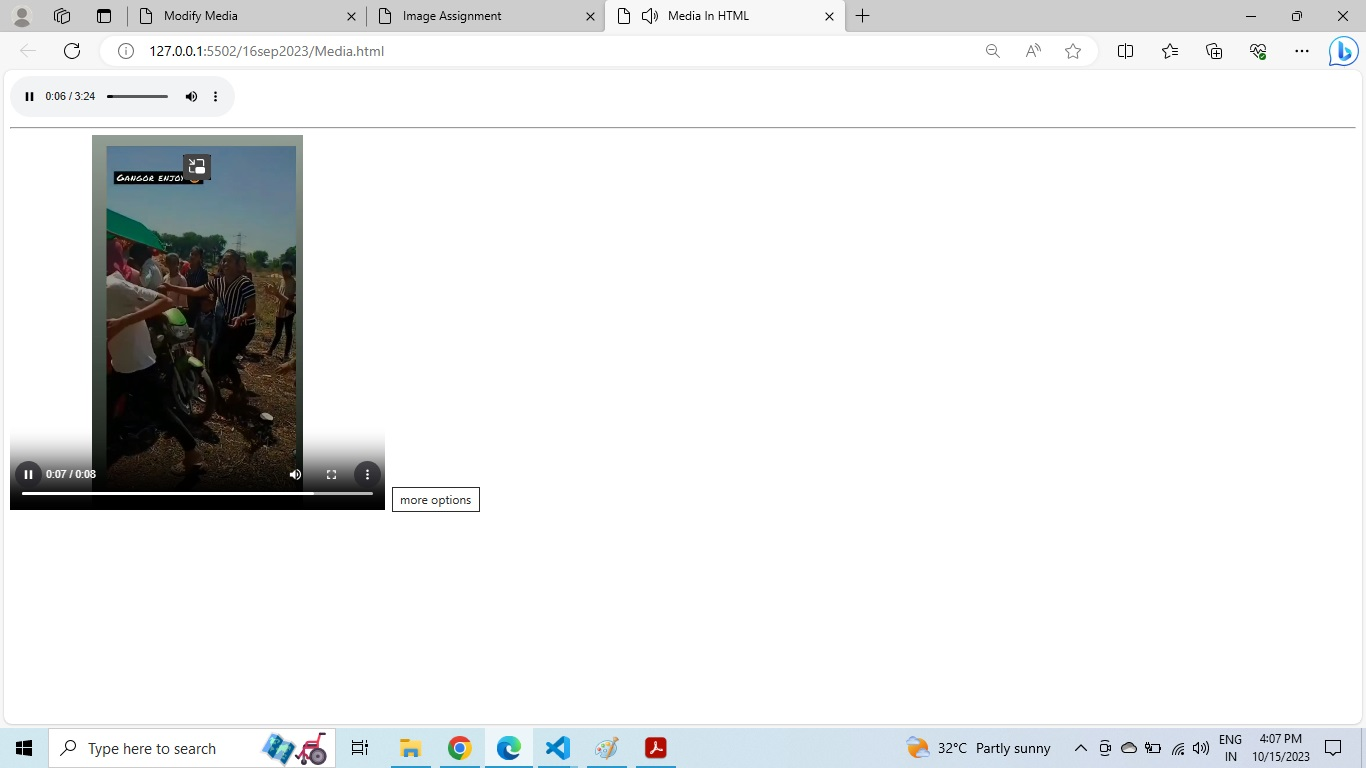 Modify Media
Image Assignment
Media In HTML
127.0.0.1:5502/16sep2023/Media.html
0:06 / 3:24
GANGOR ENJOY
0:07 / 0:08
more options
Type here to search
32°C Partly sunny
ENG
IN
4:07 PM
10/15/2023